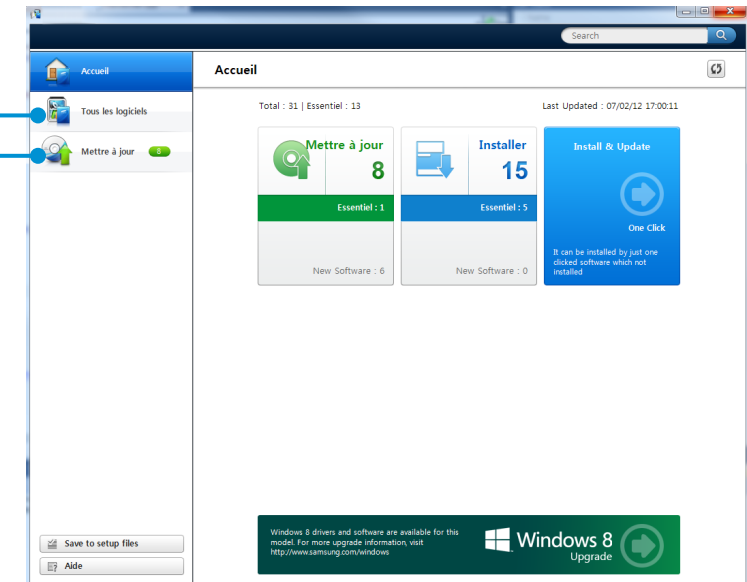 Search
Accueil
Accueil
Tous les logiciels
Mettre à jour 8
Total : 31 | Essentiel : 13
Last Updated : 07/02/12 17:00:11
Mettre à jour
8
Essentiel : 1
New Software : 6
Installer
15
Essentiel : 5
New Software : 0
Install & Update
One Click
It can be installed by just one
clicked software which not
installed
Save to setup files
Aide
Windows 8 drivers and software are available for this
model. For more upgrade information, visit
http://www.samsung.com/windows
Windows 8
Upgrade